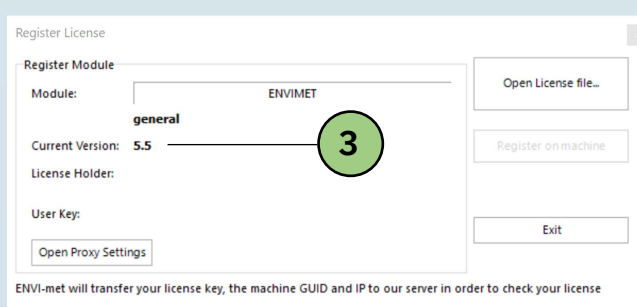 Register License
Register Module
Module: ENVIMET
general
Current Version: 5.5
3
License Holder:
User Key:
Open Proxy Settings
Open License file...
Register on machine
Exit
ENVI-met will transfer your license key, the machine GUID and IP to our server in order to check your license